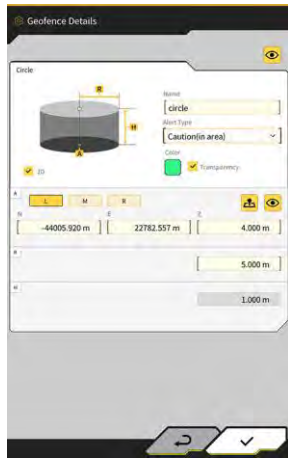 Geofence Details
Circle
R
H
A
2D
Name
circle
Alert Type
Caution(in area)
Color
Transparency
A
L M R
N E Z
-44005.920 m 22782.557 m 4.000 m
R
5.000 m
H
1.000 m